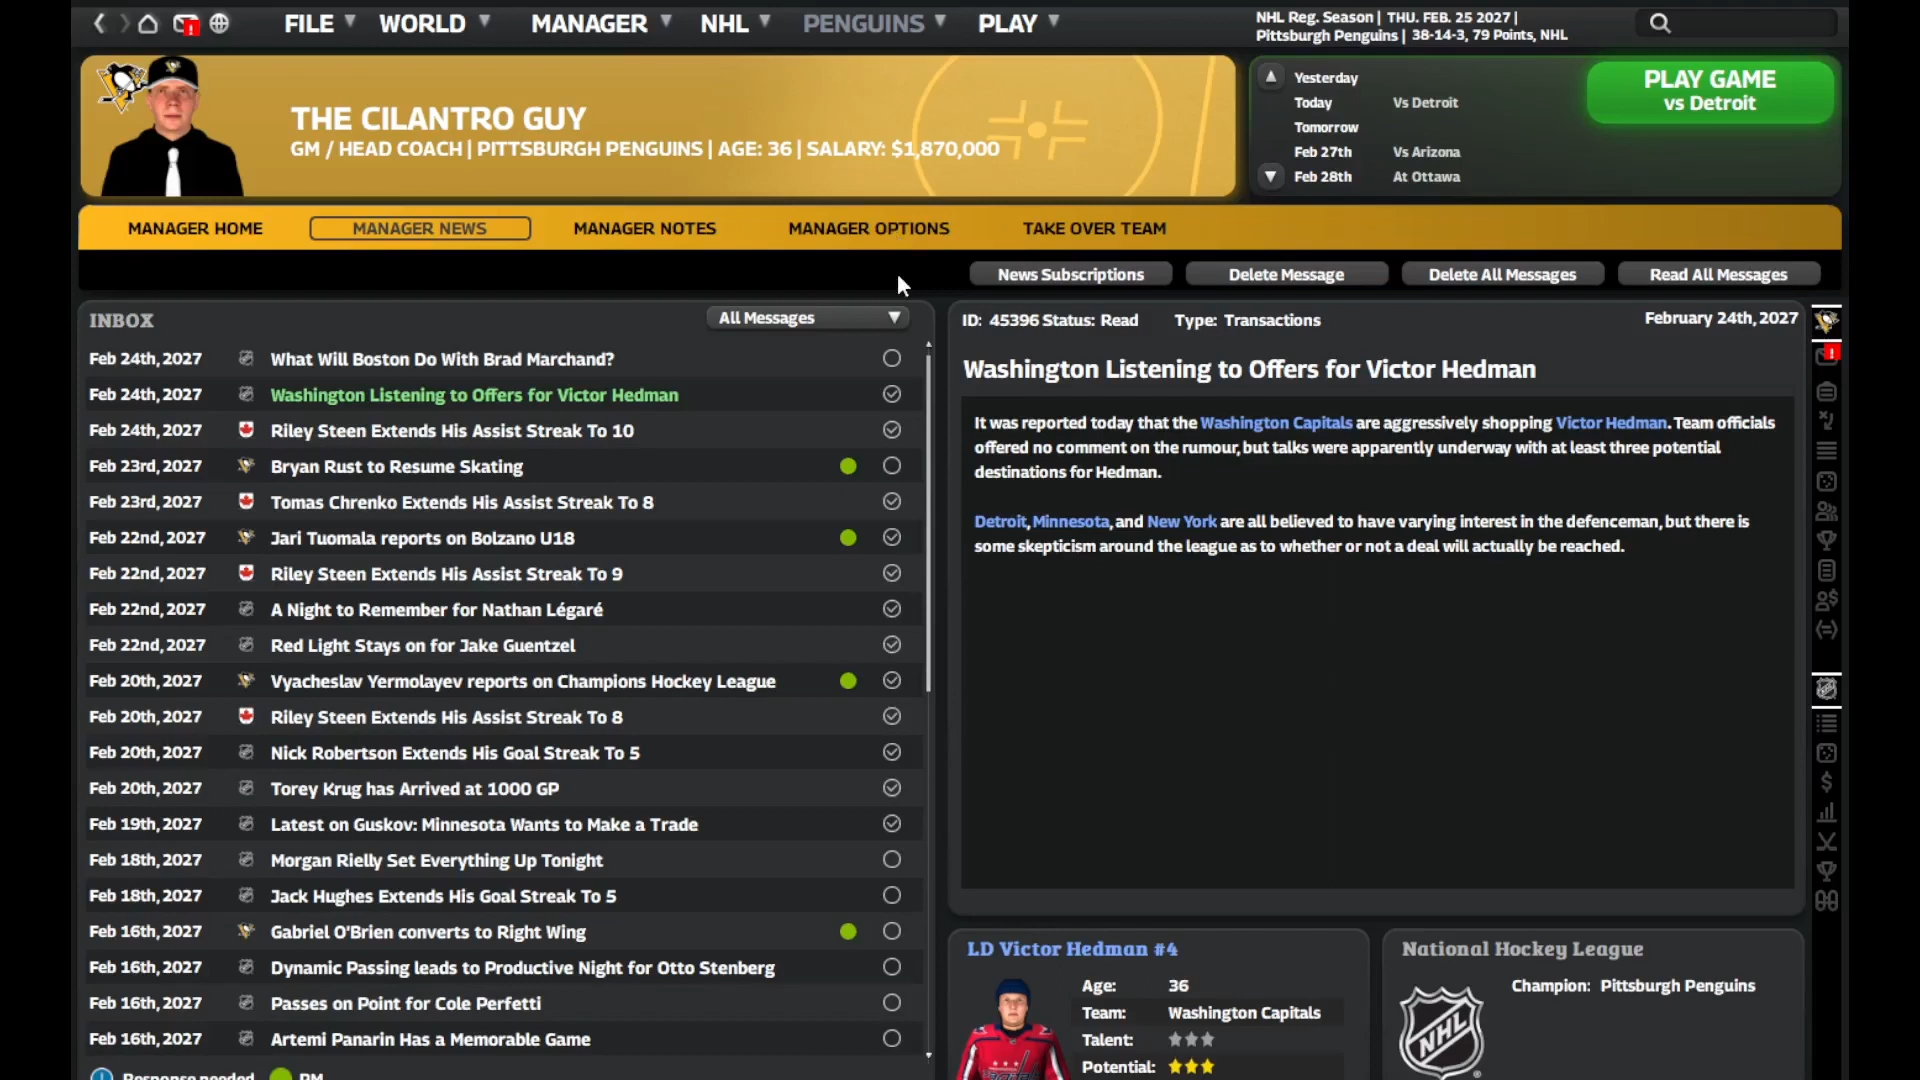 FILE WORLD MANAGER NHL PENGUINS PLAY
NHL Reg. Season | THU. FEB. 25 2027 |
Pittsburgh Penguins | 38-14-3, 79 Points, NHL
THE CILANTRO GUY
GM / HEAD COACH | PITTSBURGH PENGUINS | AGE: 36 | SALARY: $1,870,000
Yesterday
Today Vs Detroit
Tomorrow
Feb 27th Vs Arizona
Feb 28th At Ottawa
PLAY GAME
vs Detroit
MANAGER HOME MANAGER NEWS MANAGER NOTES MANAGER OPTIONS TAKE OVER TEAM
News Subscriptions Delete Message Delete All Messages Read All Messages
INBOX All Messages
Feb 24th, 2027 What Will Boston Do With Brad Marchand?
Feb 24th, 2027 Washington Listening to Offers for Victor Hedman
Feb 24th, 2027 Riley Steen Extends His Assist Streak To 10
Feb 23rd, 2027 Bryan Rust to Resume Skating
Feb 23rd, 2027 Tomas Chrenko Extends His Assist Streak To 8
Feb 22nd, 2027 Jari Tuomala reports on Bolzano U18
Feb 22nd, 2027 Riley Steen Extends His Assist Streak To 9
Feb 22nd, 2027 A Night to Remember for Nathan Légaré
Feb 22nd, 2027 Red Light Stays on for Jake Guentzel
Feb 20th, 2027 Vyacheslav Yermolayev reports on Champions Hockey League
Feb 20th, 2027 Riley Steen Extends His Assist Streak To 8
Feb 20th, 2027 Nick Robertson Extends His Goal Streak To 5
Feb 20th, 2027 Torey Krug has Arrived at 1000 GP
Feb 19th, 2027 Latest on Guskov: Minnesota Wants to Make a Trade
Feb 18th, 2027 Morgan Rielly Set Everything Up Tonight
Feb 18th, 2027 Jack Hughes Extends His Goal Streak To 5
Feb 16th, 2027 Gabriel O'Brien converts to Right Wing
Feb 16th, 2027 Dynamic Passing leads to Productive Night for Otto Stenberg
Feb 16th, 2027 Passes on Point for Cole Perfetti
Feb 16th, 2027 Artemi Panarin Has a Memorable Game
Response needed PM
ID: 45396 Status: Read Type: Transactions February 24th, 2027
Washington Listening to Offers for Victor Hedman
It was reported today that the Washington Capitals are aggressively shopping Victor Hedman. Team officials
offered no comment on the rumour, but talks were apparently underway with at least three potential
destinations for Hedman.
Detroit, Minnesota, and New York are all believed to have varying interest in the defenceman, but there is
some skepticism around the league as to whether or not a deal will actually be reached.
LD Victor Hedman #4
Age: 36
Team: Washington Capitals
Talent:
Potential:
National Hockey League
Champion: Pittsburgh Penguins
NHL